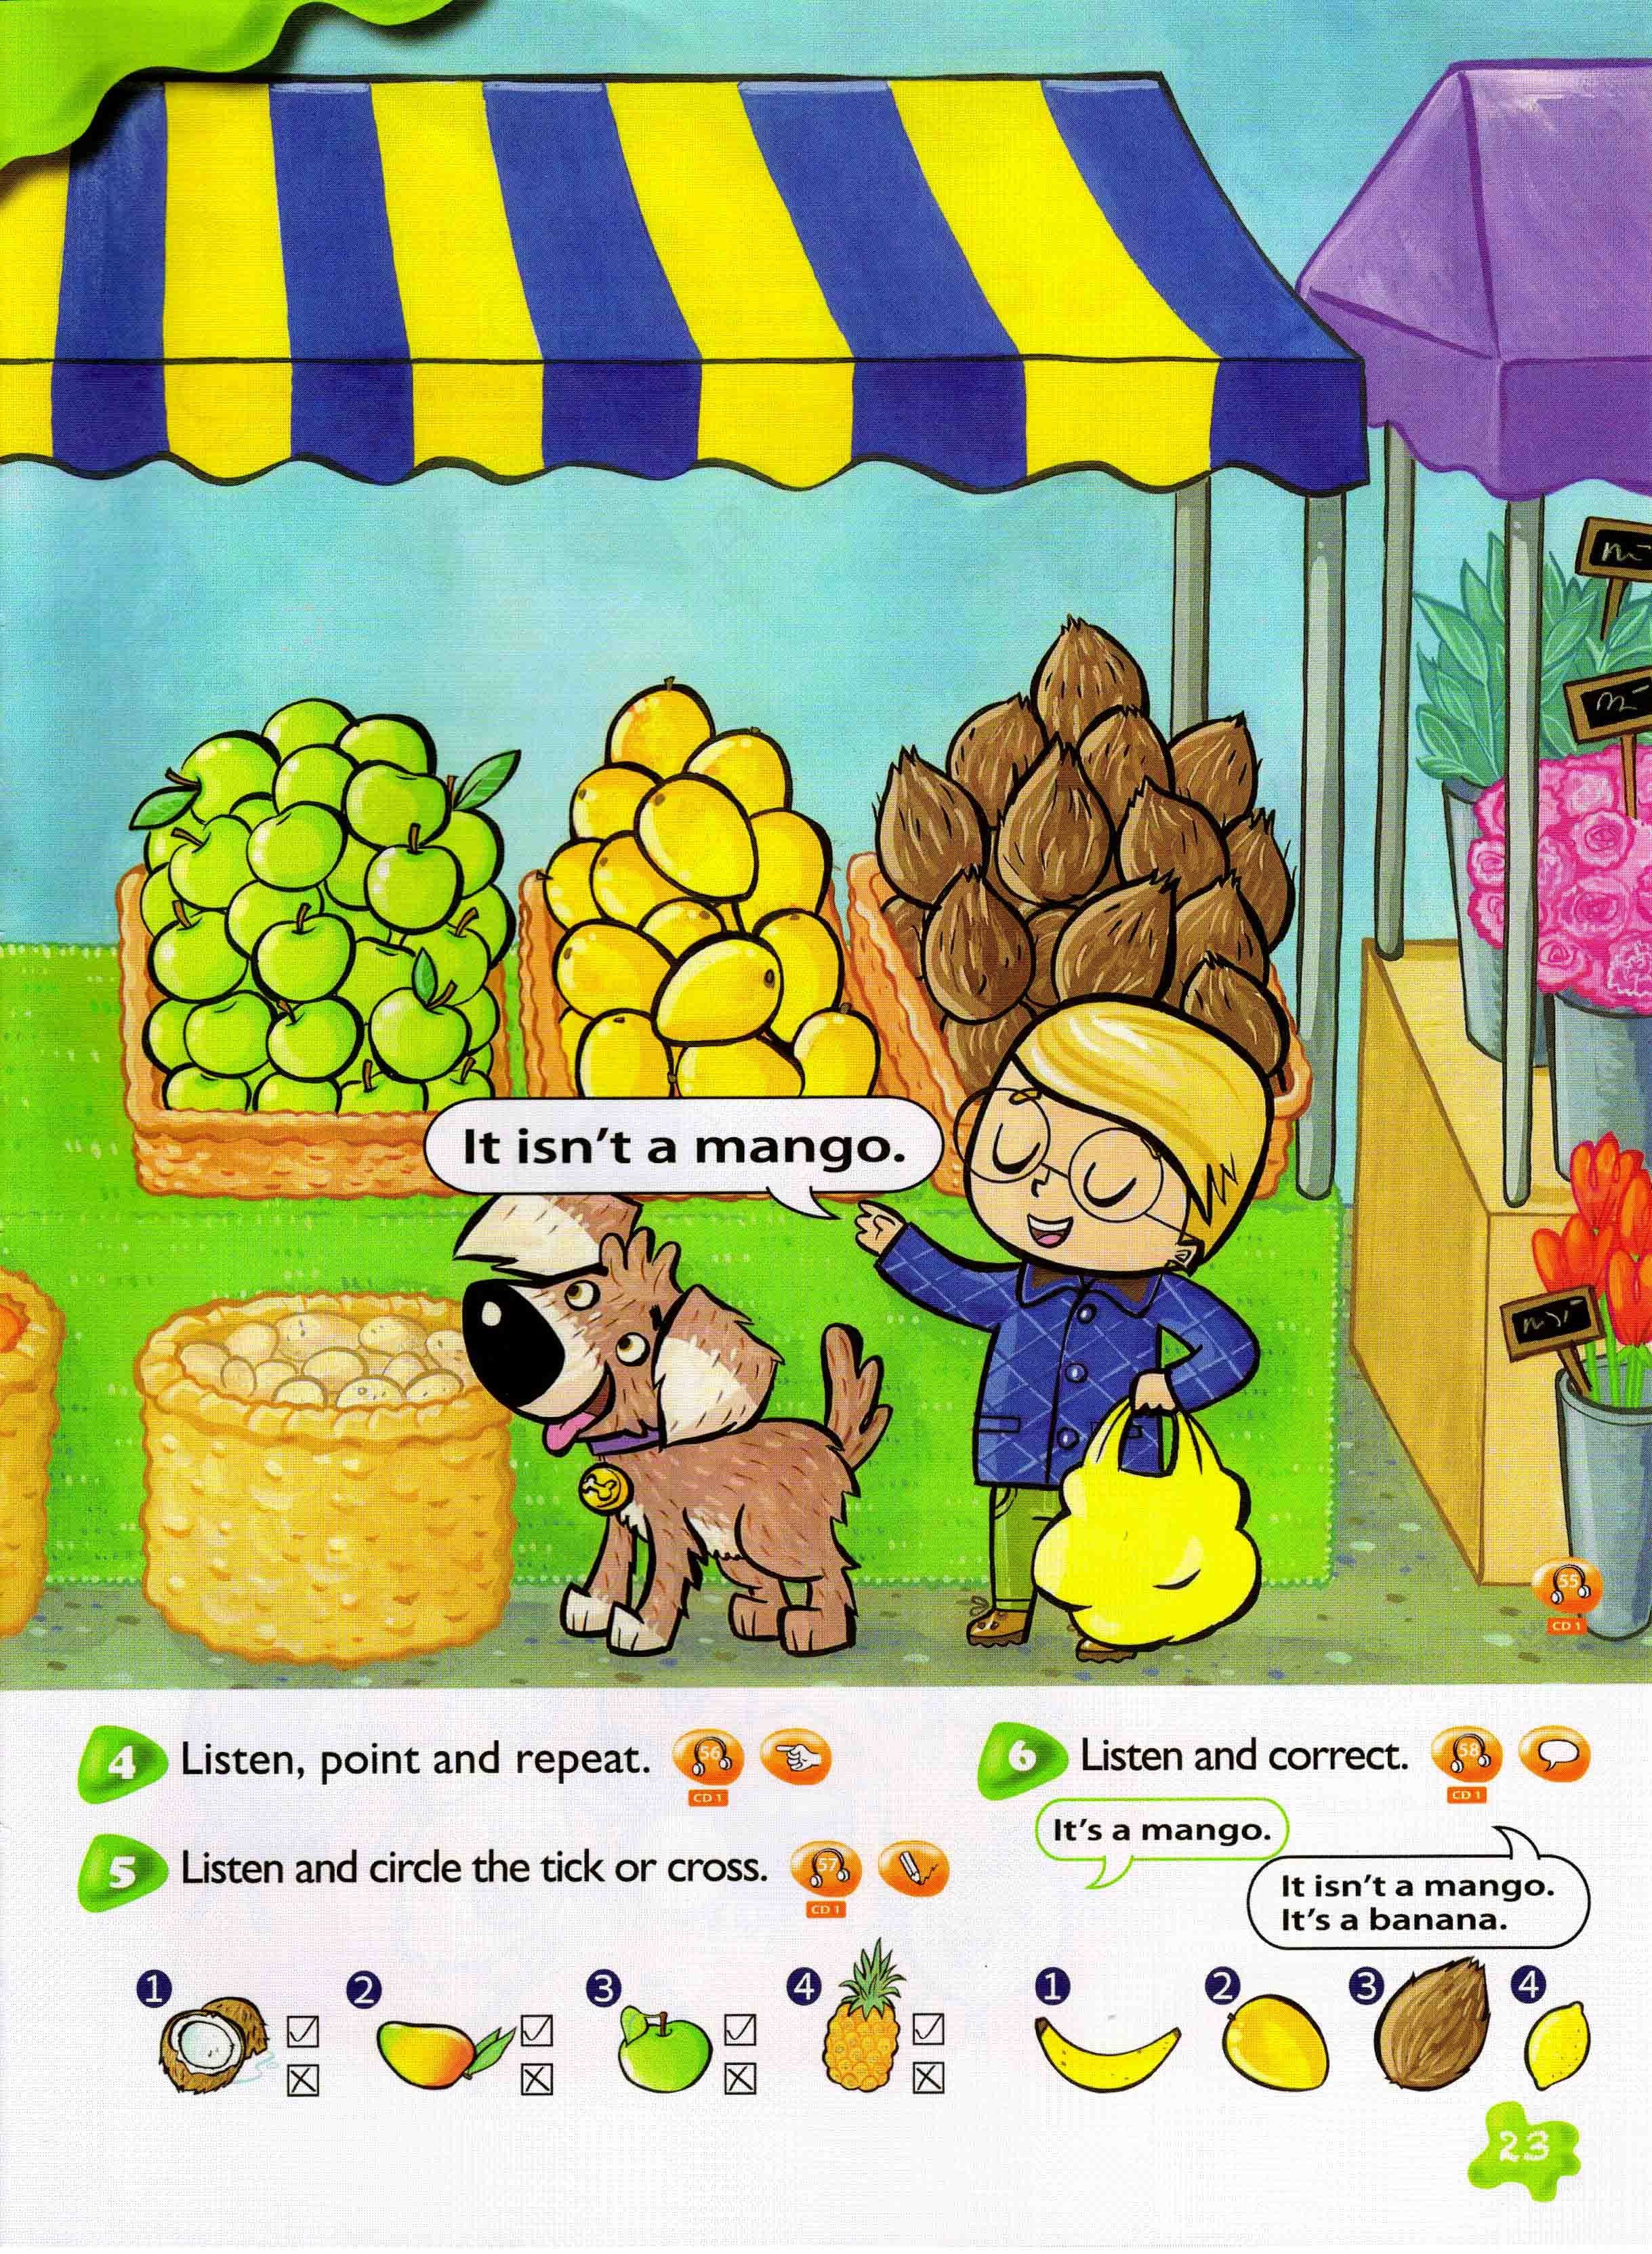 It isn't a mango.
55
CD 1
4 Listen, point and repeat.
56
CD 1
5 Listen and circle the tick or cross.
57
CD 1
1
2
3
4
6 Listen and correct.
58
CD 1
It's a mango.
It isn't a mango.
It's a banana.
1
2
3
4
23